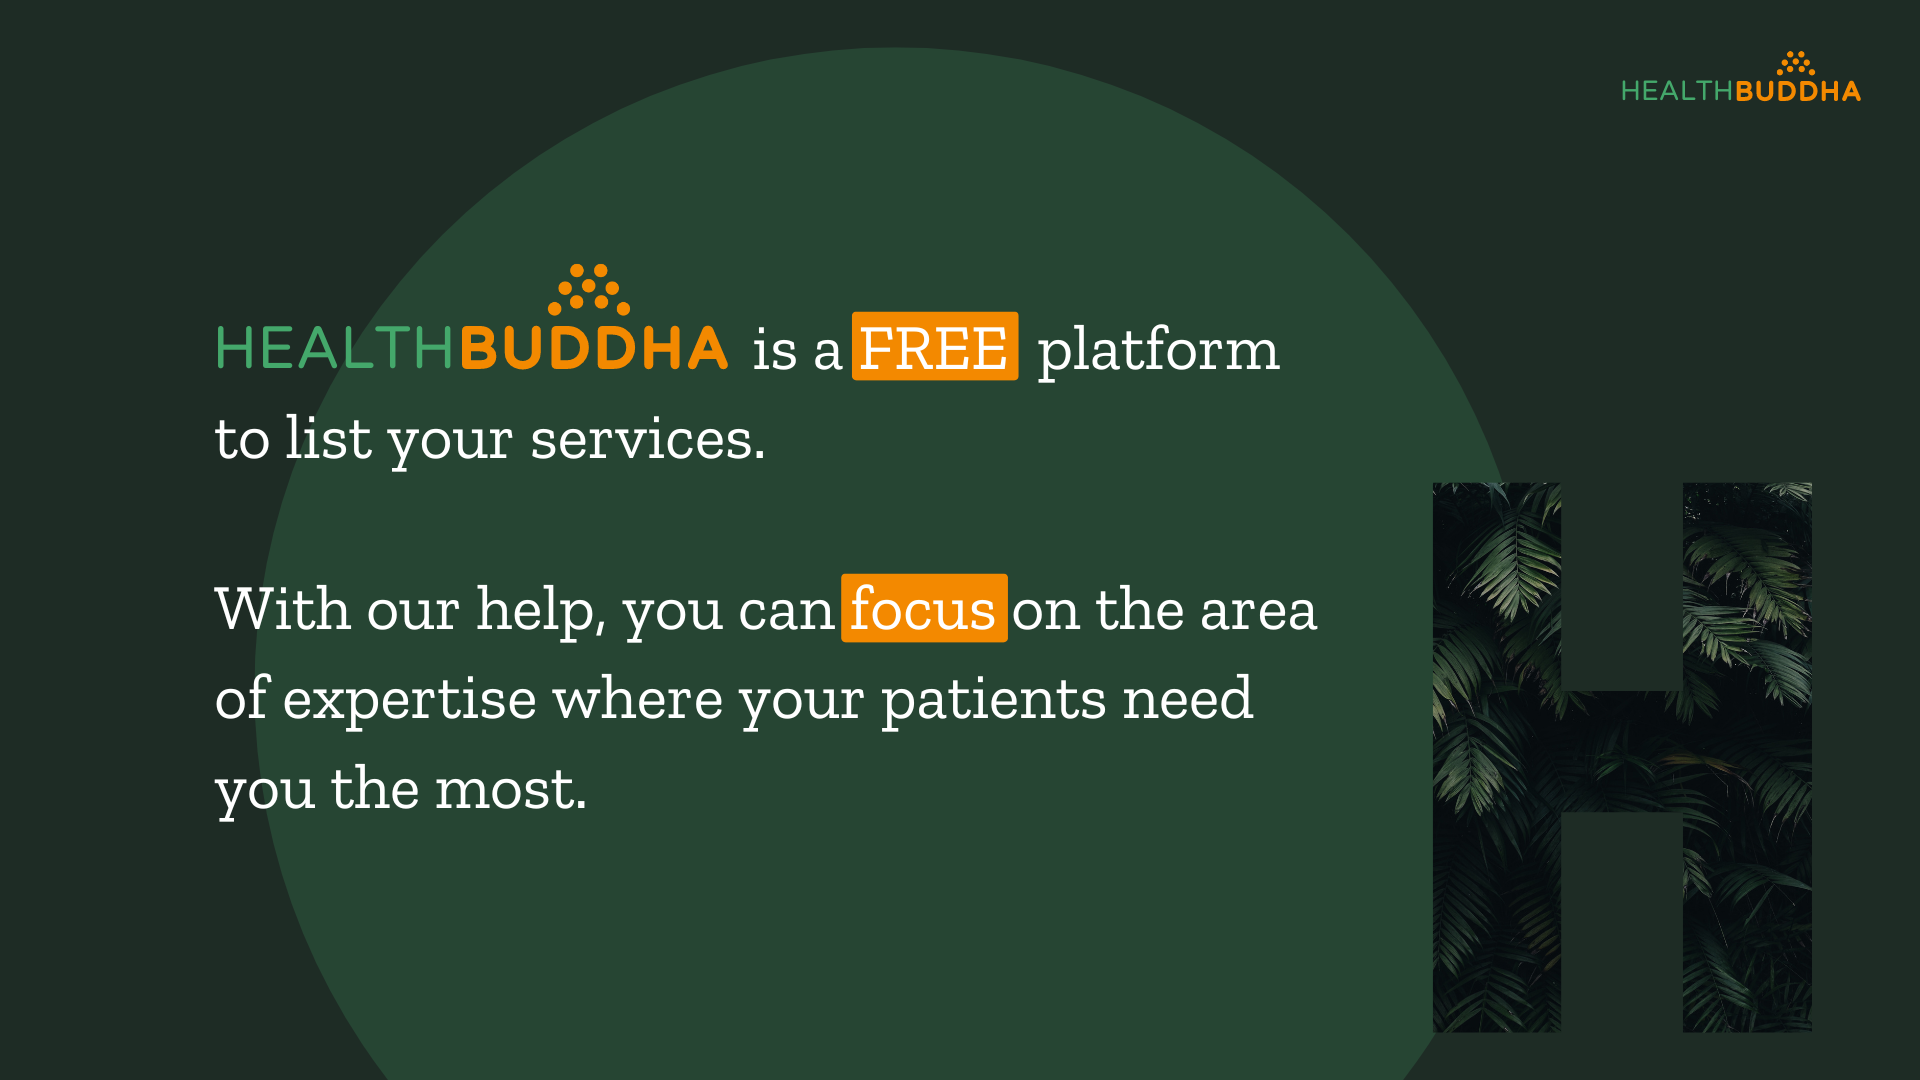 HEALTHBUDDHA
HEALTHBUDDHA is a FREE platform
to list your services.
With our help, you can focus on the area
of expertise where your patients need
you the most.
H